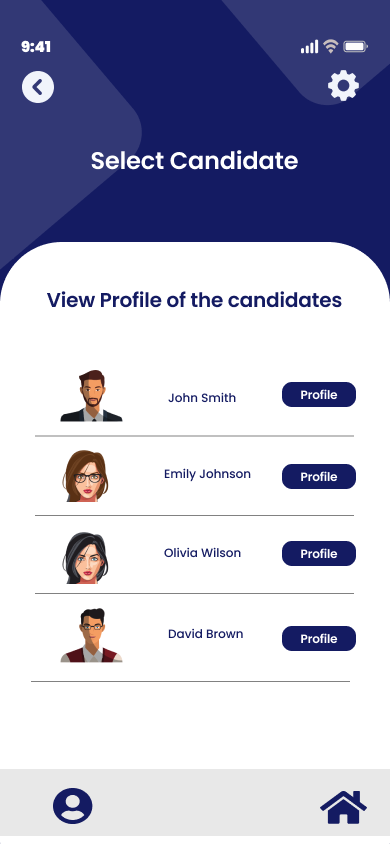 9:41
Select Candidate
View Profile of the candidates
John Smith
Profile
Emily Johnson
Profile
Olivia Wilson
Profile
David Brown
Profile